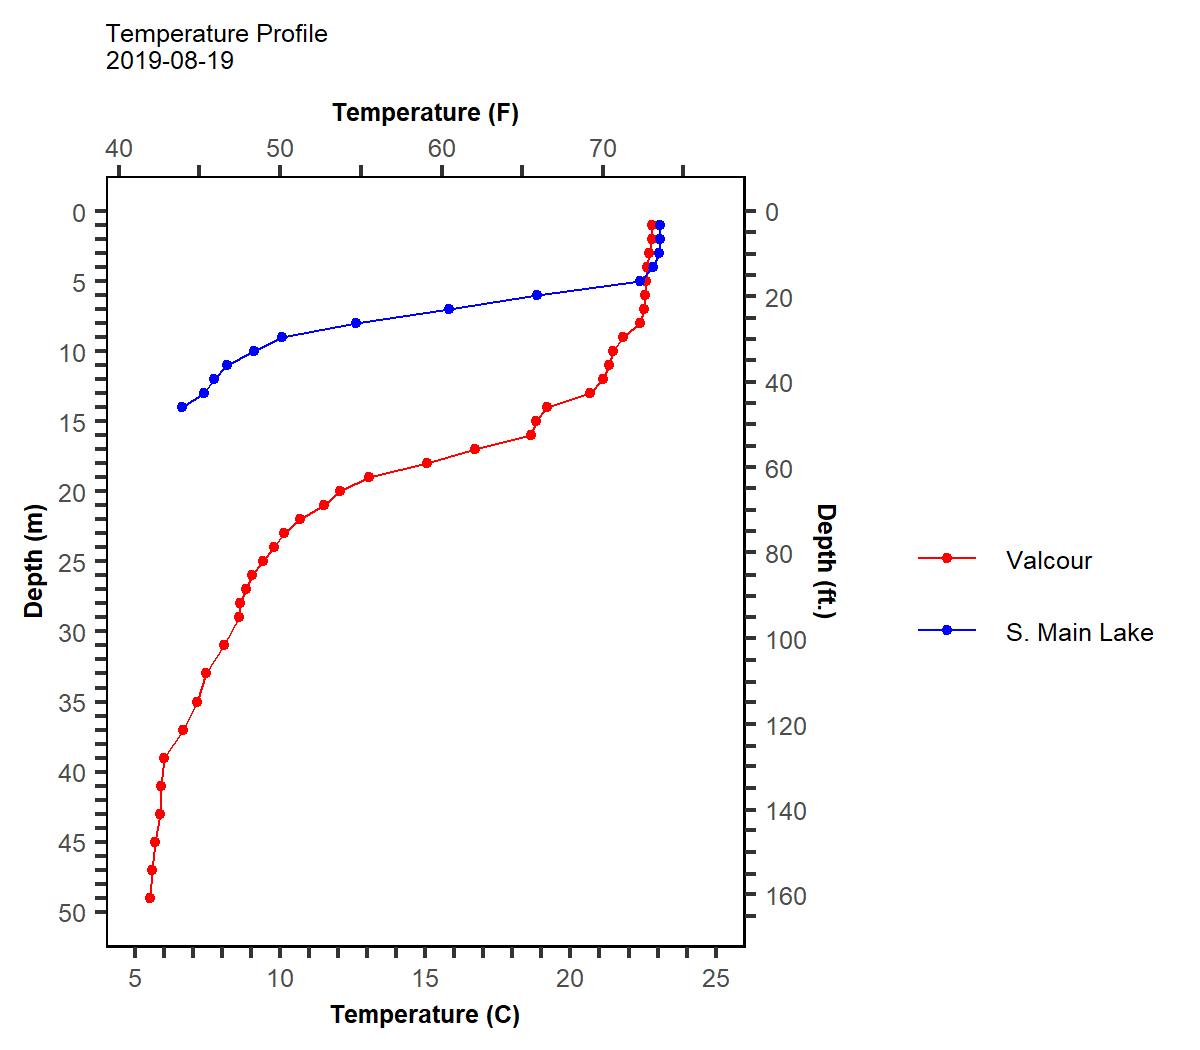 Temperature Profile
2019-08-19
Temperature (F)
40 50 60 70
0
5
10
15
20
25
30
35
40
45
50
Depth (m)
0
20
40
60
80
100
120
140
160
Depth (ft.)
5 10 15 20 25
Temperature (C)
Valcour
S. Main Lake